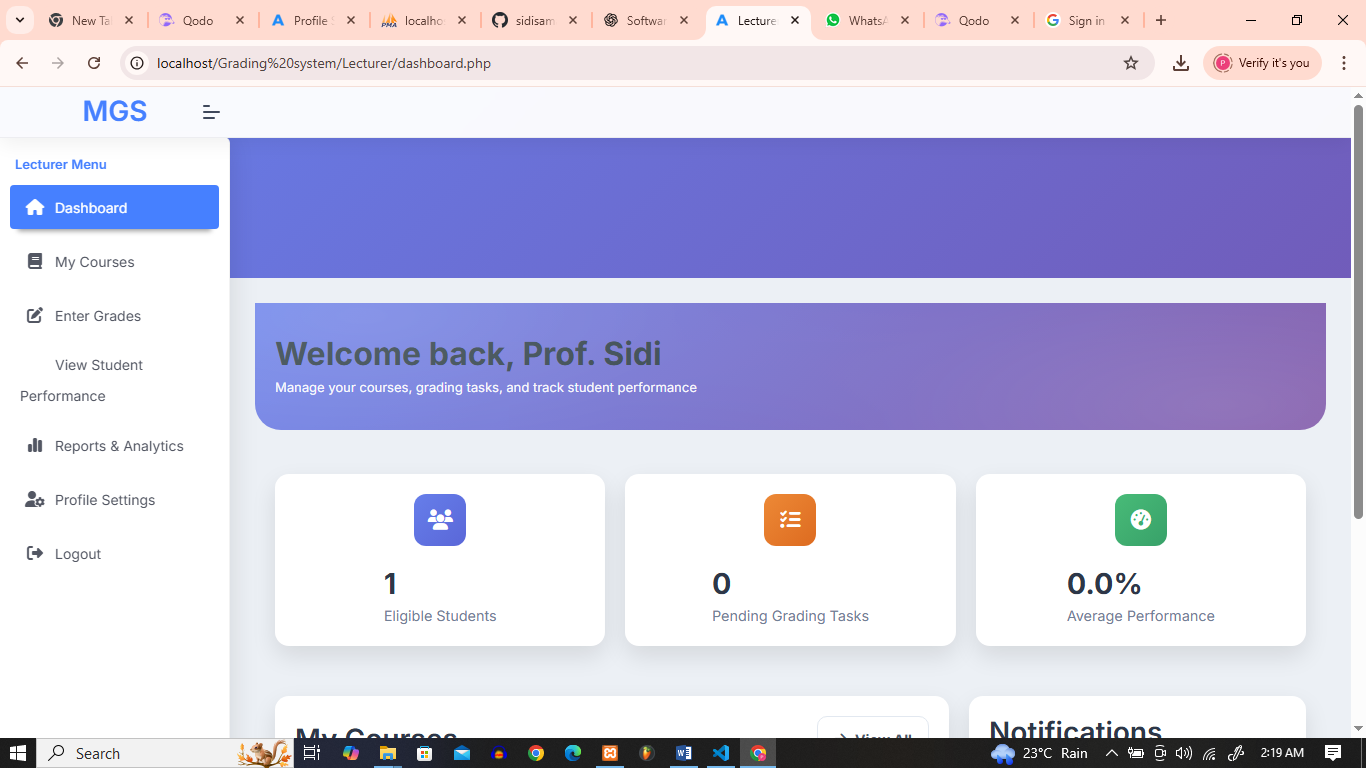 New Ta
Qodo
Profile S
localho
sidisam
Softwar
Lecture
WhatsA
Qodo
Sign in
localhost/Grading%20system/Lecturer/dashboard.php
Verify it's you
MGS
Lecturer Menu
Dashboard
My Courses
Enter Grades
View Student
Performance
Reports & Analytics
Profile Settings
Logout
Welcome back, Prof. Sidi
Manage your courses, grading tasks, and track student performance
1
Eligible Students
0
Pending Grading Tasks
0.0%
Average Performance
My Courses
View All
Notifications
Search
23°C Rain
2:19 AM